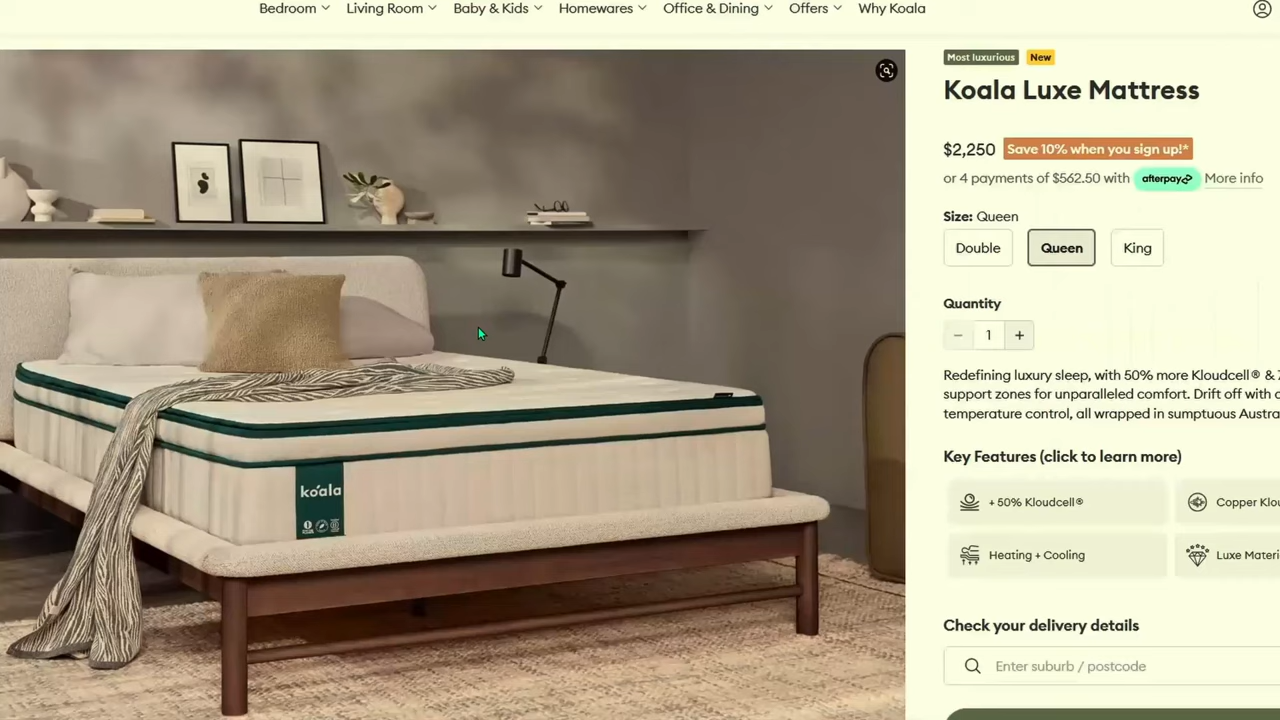 Bedroom Living Room Baby & Kids Homewares Office & Dining Offers Why Koala
Most luxurious New
Koala Luxe Mattress
$2,250 Save 10% when you sign up!*
or 4 payments of $562.50 with afterpay More info
Size: Queen
Double Queen King
Quantity
− 1 +
Redefining luxury sleep, with 50% more Kloudcell® &
support zones for unparalleled comfort. Drift off with
temperature control, all wrapped in sumptuous
Key Features (click to learn more)
+ 50% Kloudcell® Copper
Heating + Cooling Luxe
Check your delivery details
Enter suburb / postcode
koala